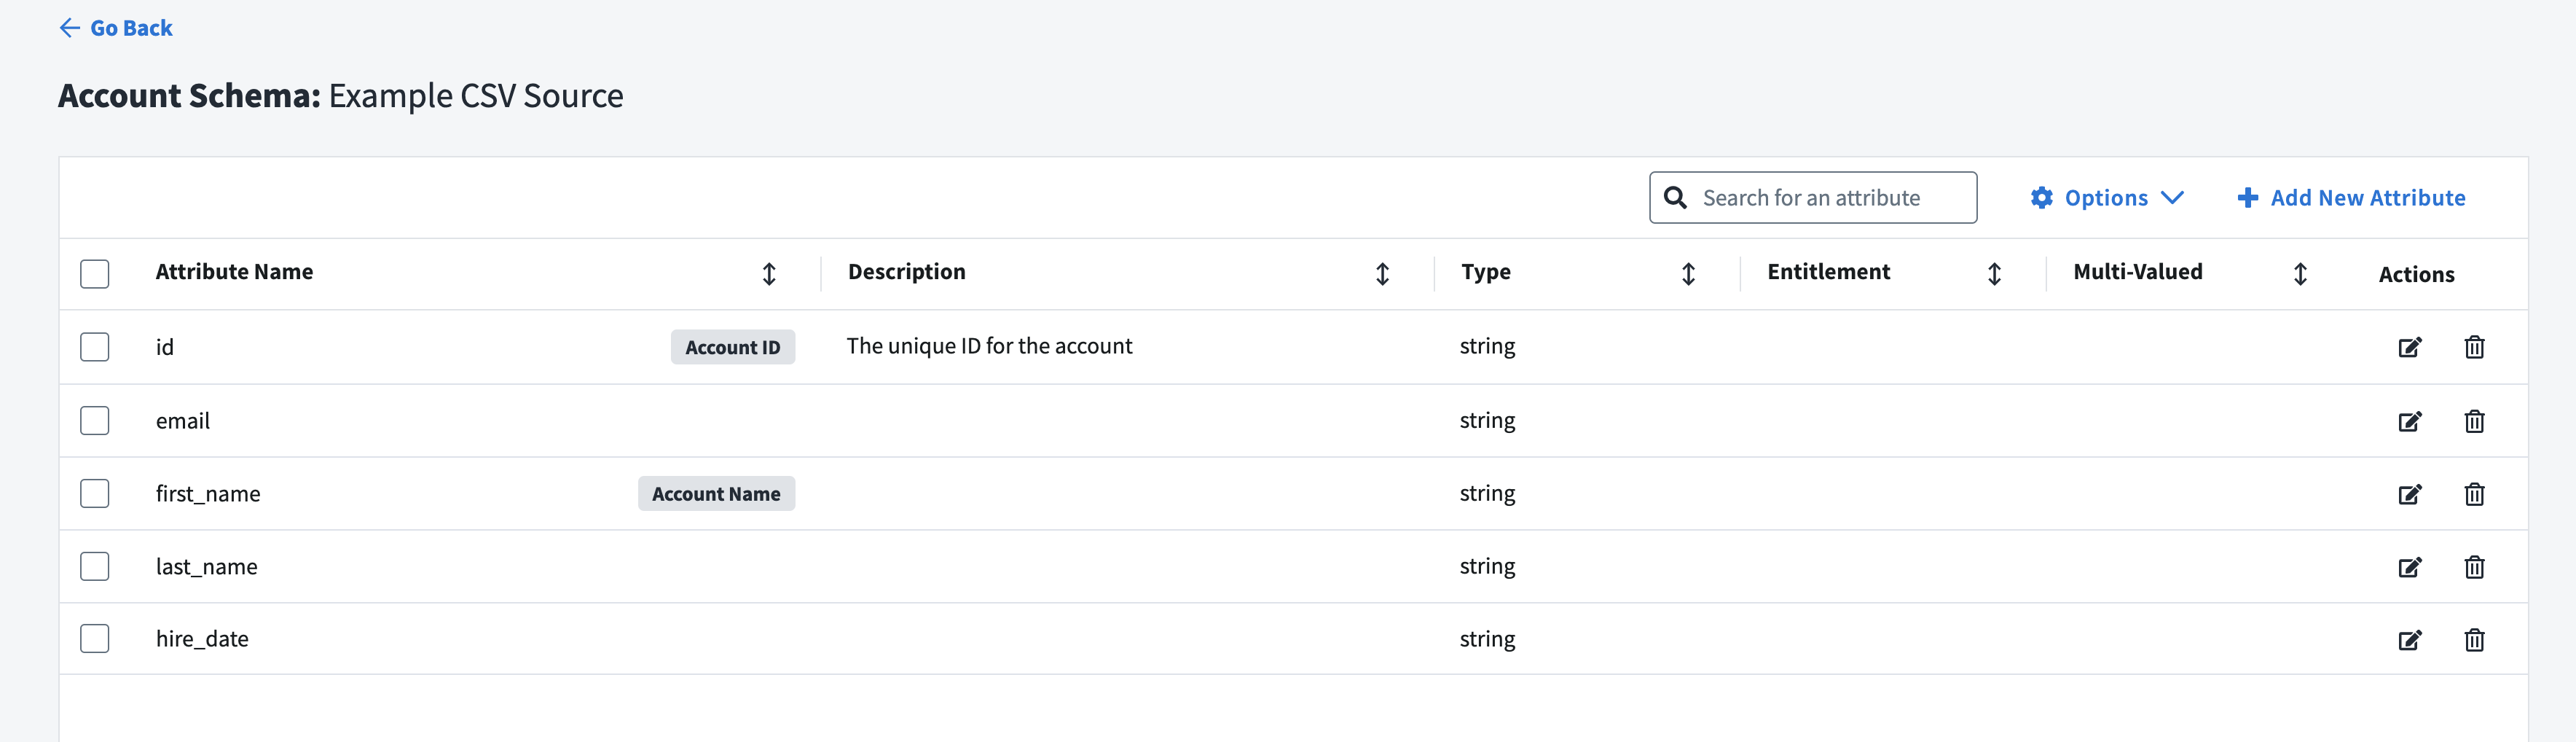 Go Back
Account Schema: Example CSV Source
Search for an attribute Options Add New Attribute
Attribute Name Description Type Entitlement Multi-Valued Actions
id Account ID The unique ID for the account string
email string
first_name Account Name string
last_name string
hire_date string